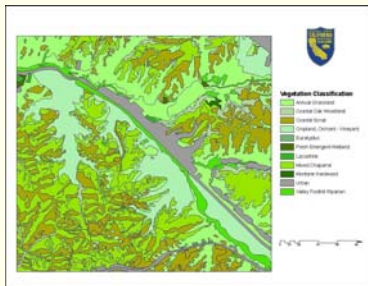 CALIFORNIA
Vegetation Classification
Annual Grassland
Coastal Oak Woodland
Coastal Scrub
Cropland, Orchard - Vineyard
Eucalyptus
Fresh Emergent Wetland
Lacustrine
Mixed Chaparral
Montane Hardwood
Urban
Valley Foothill Riparian